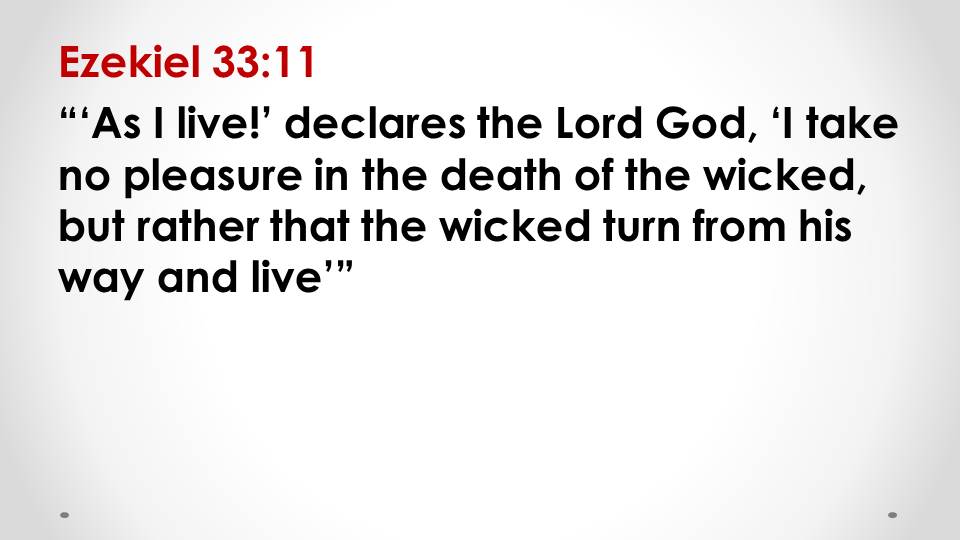 Ezekiel 33:11
“‘As I live!’ declares the Lord God, ‘I take
no pleasure in the death of the wicked,
but rather that the wicked turn from his
way and live’”